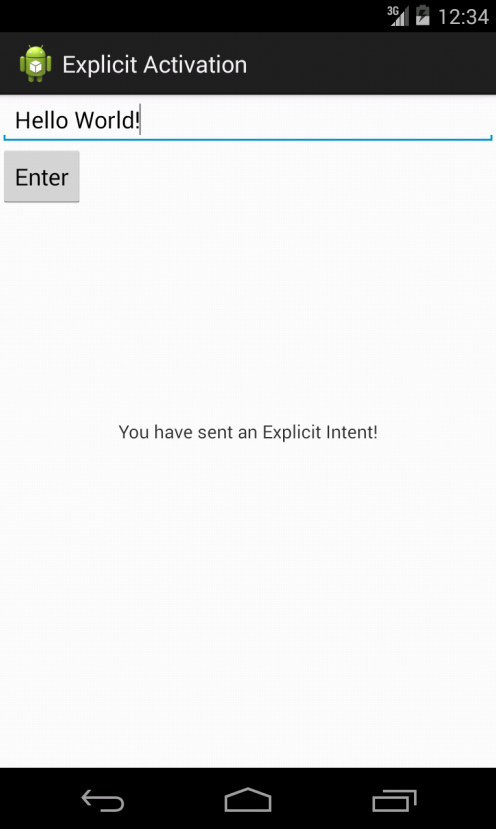 3G 12:34
Explicit Activation
Hello World!
Enter
You have sent an Explicit Intent!